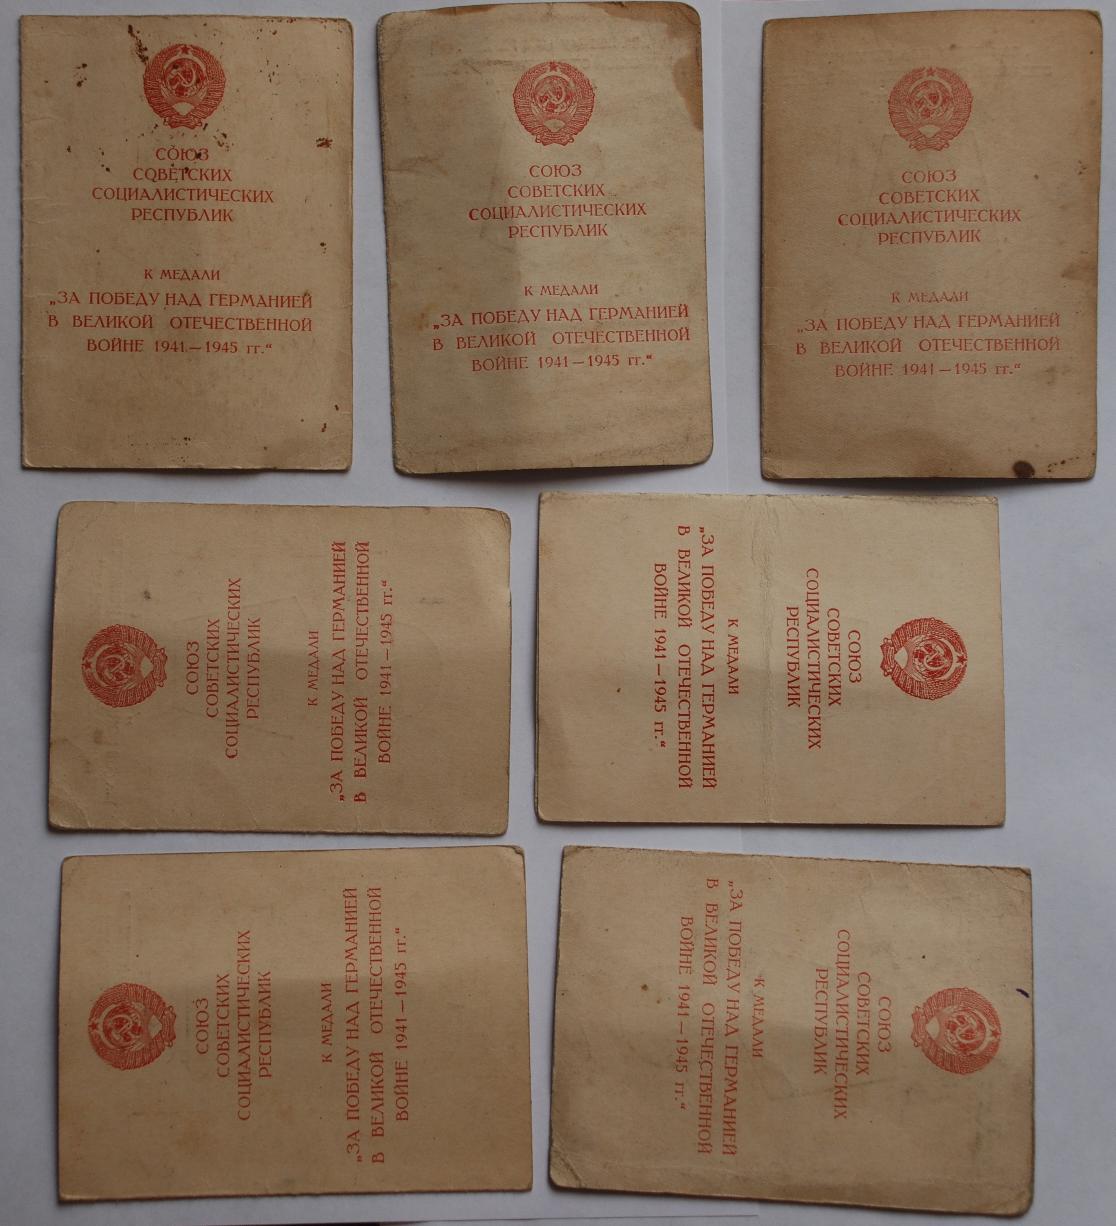 СОЮЗ
СОВЕТСКИХ
СОЦИАЛИСТИЧЕСКИХ
РЕСПУБЛИК
К МЕДАЛИ
„ЗА ПОБЕДУ НАД ГЕРМАНИЕЙ
В ВЕЛИКОЙ ОТЕЧЕСТВЕННОЙ
ВОЙНЕ 1941.—1945 гг.“
СОЮЗ
СОВЕТСКИХ
СОЦИАЛИСТИЧЕСКИХ
РЕСПУБЛИК
К МЕДАЛИ
„ЗА ПОБЕДУ НАД ГЕРМАНИЕЙ
В ВЕЛИКОЙ ОТЕЧЕСТВЕННОЙ
ВОЙНЕ 1941—1945 гг.“
СОЮЗ
СОВЕТСКИХ
СОЦИАЛИСТИЧЕСКИХ
РЕСПУБЛИК
К МЕДАЛИ
„ЗА ПОБЕДУ НАД ГЕРМАНИЕЙ
В ВЕЛИКОЙ ОТЕЧЕСТВЕННОЙ
ВОЙНЕ 1941—1945 гг.“
СОЮЗ
СОВЕТСКИХ
СОЦИАЛИСТИЧЕСКИХ
РЕСПУБЛИК
К МЕДАЛИ
„ЗА ПОБЕДУ НАД ГЕРМАНИЕЙ
В ВЕЛИКОЙ ОТЕЧЕСТВЕННОЙ
ВОЙНЕ 1941—1945 гг.“
СОЮЗ
СОВЕТСКИХ
СОЦИАЛИСТИЧЕСКИХ
РЕСПУБЛИК
К МЕДАЛИ
„ЗА ПОБЕДУ НАД ГЕРМАНИЕЙ
В ВЕЛИКОЙ ОТЕЧЕСТВЕННОЙ
ВОЙНЕ 1941—1945 гг.“
СОЮЗ
СОВЕТСКИХ
СОЦИАЛИСТИЧЕСКИХ
РЕСПУБЛИК
К МЕДАЛИ
„ЗА ПОБЕДУ НАД ГЕРМАНИЕЙ
В ВЕЛИКОЙ ОТЕЧЕСТВЕННОЙ
ВОЙНЕ 1941—1945 гг.“
СОЮЗ
СОВЕТСКИХ
СОЦИАЛИСТИЧЕСКИХ
РЕСПУБЛИК
К МЕДАЛИ
„ЗА ПОБЕДУ НАД ГЕРМАНИЕЙ
В ВЕЛИКОЙ ОТЕЧЕСТВЕННОЙ
ВОЙНЕ 1941—1945 гг.“